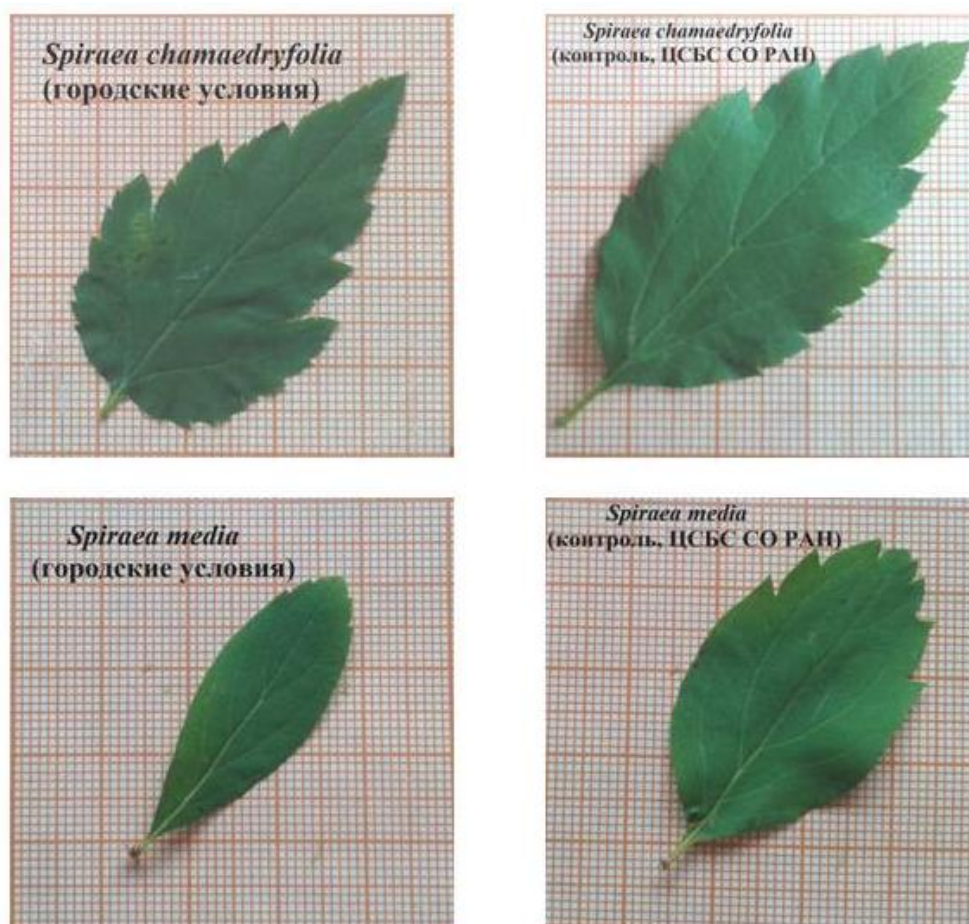 Spiraea chamaedryfolia
(городские условия)
Spiraea chamaedryfolia
(контроль, ЦСБС СО РАН)
Spiraea media
(городские условия)
Spiraea media
(контроль, ЦСБС СО РАН)